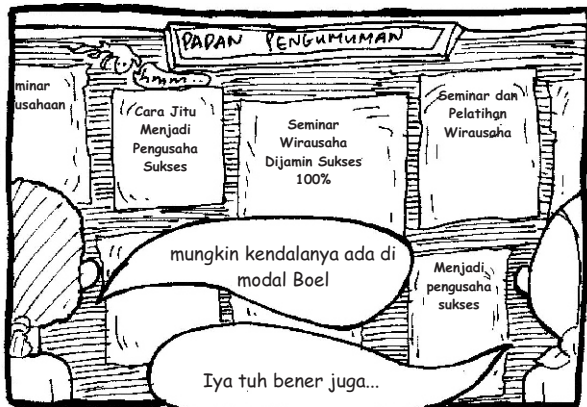 PAPAN PENGUMUMAN
hmm...
minar
usahaan
Cara Jitu
Menjadi
Pengusaha
Sukses
Seminar
Wirausaha
Dijamin Sukses
100%
Seminar dan
Pelatihan
Wirausaha
mungkin kendalanya ada di
modal Boel
Menjadi
pengusaha
sukses
Iya tuh bener juga...